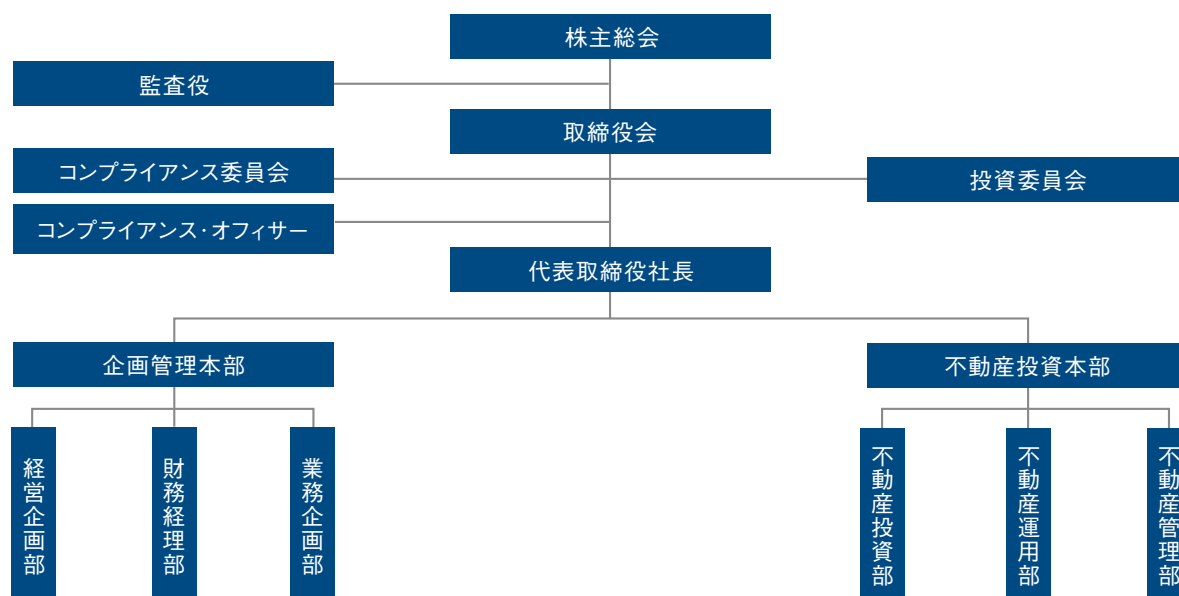 株主総会
監査役
取締役会
コンプライアンス委員会
投資委員会
コンプライアンス・オフィサー
代表取締役社長
企画管理本部
不動産投資本部
経営企画部
財務経理部
業務企画部
不動産投資部
不動産運用部
不動産管理部